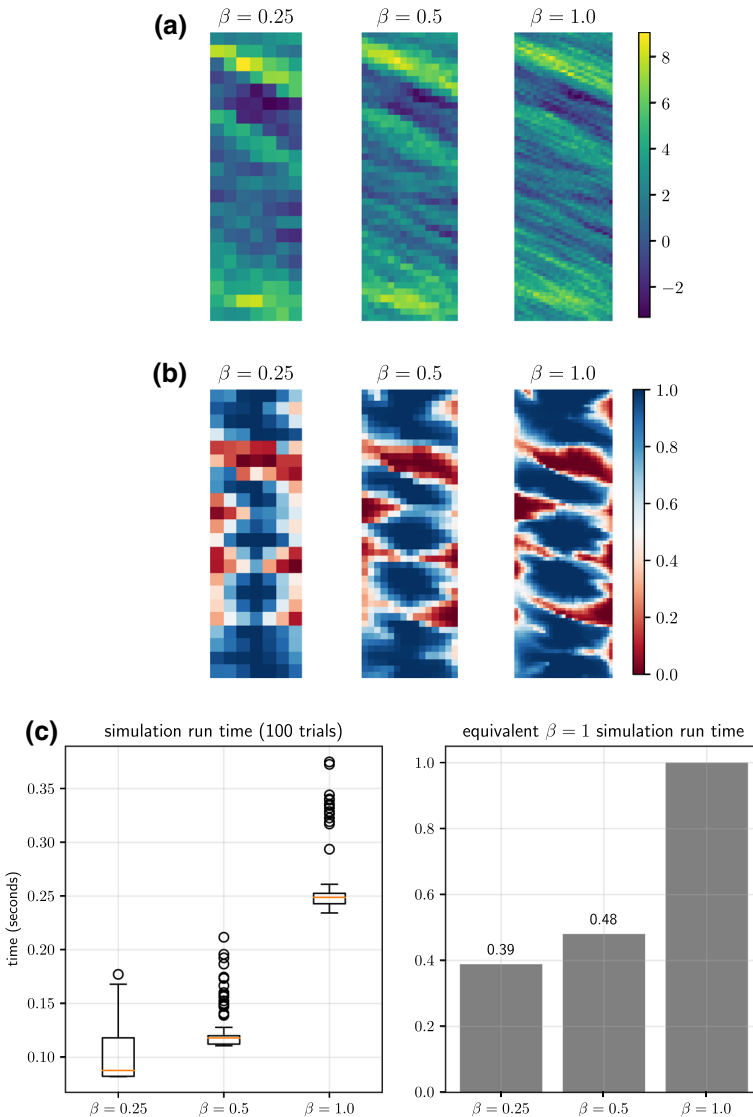 (a)
β = 0.25
β = 0.5
β = 1.0
8
6
4
2
0
−2
(b)
β = 0.25
β = 0.5
β = 1.0
1.0
0.8
0.6
0.4
0.2
0.0
(c)
simulation run time (100 trials)
time (seconds)
0.35
0.30
0.25
0.20
0.15
0.10
β = 0.25
β = 0.5
β = 1.0
equivalent β = 1 simulation run time
1.0
0.8
0.6
0.4
0.2
0.0
0.39
0.48
β = 0.25
β = 0.5
β = 1.0